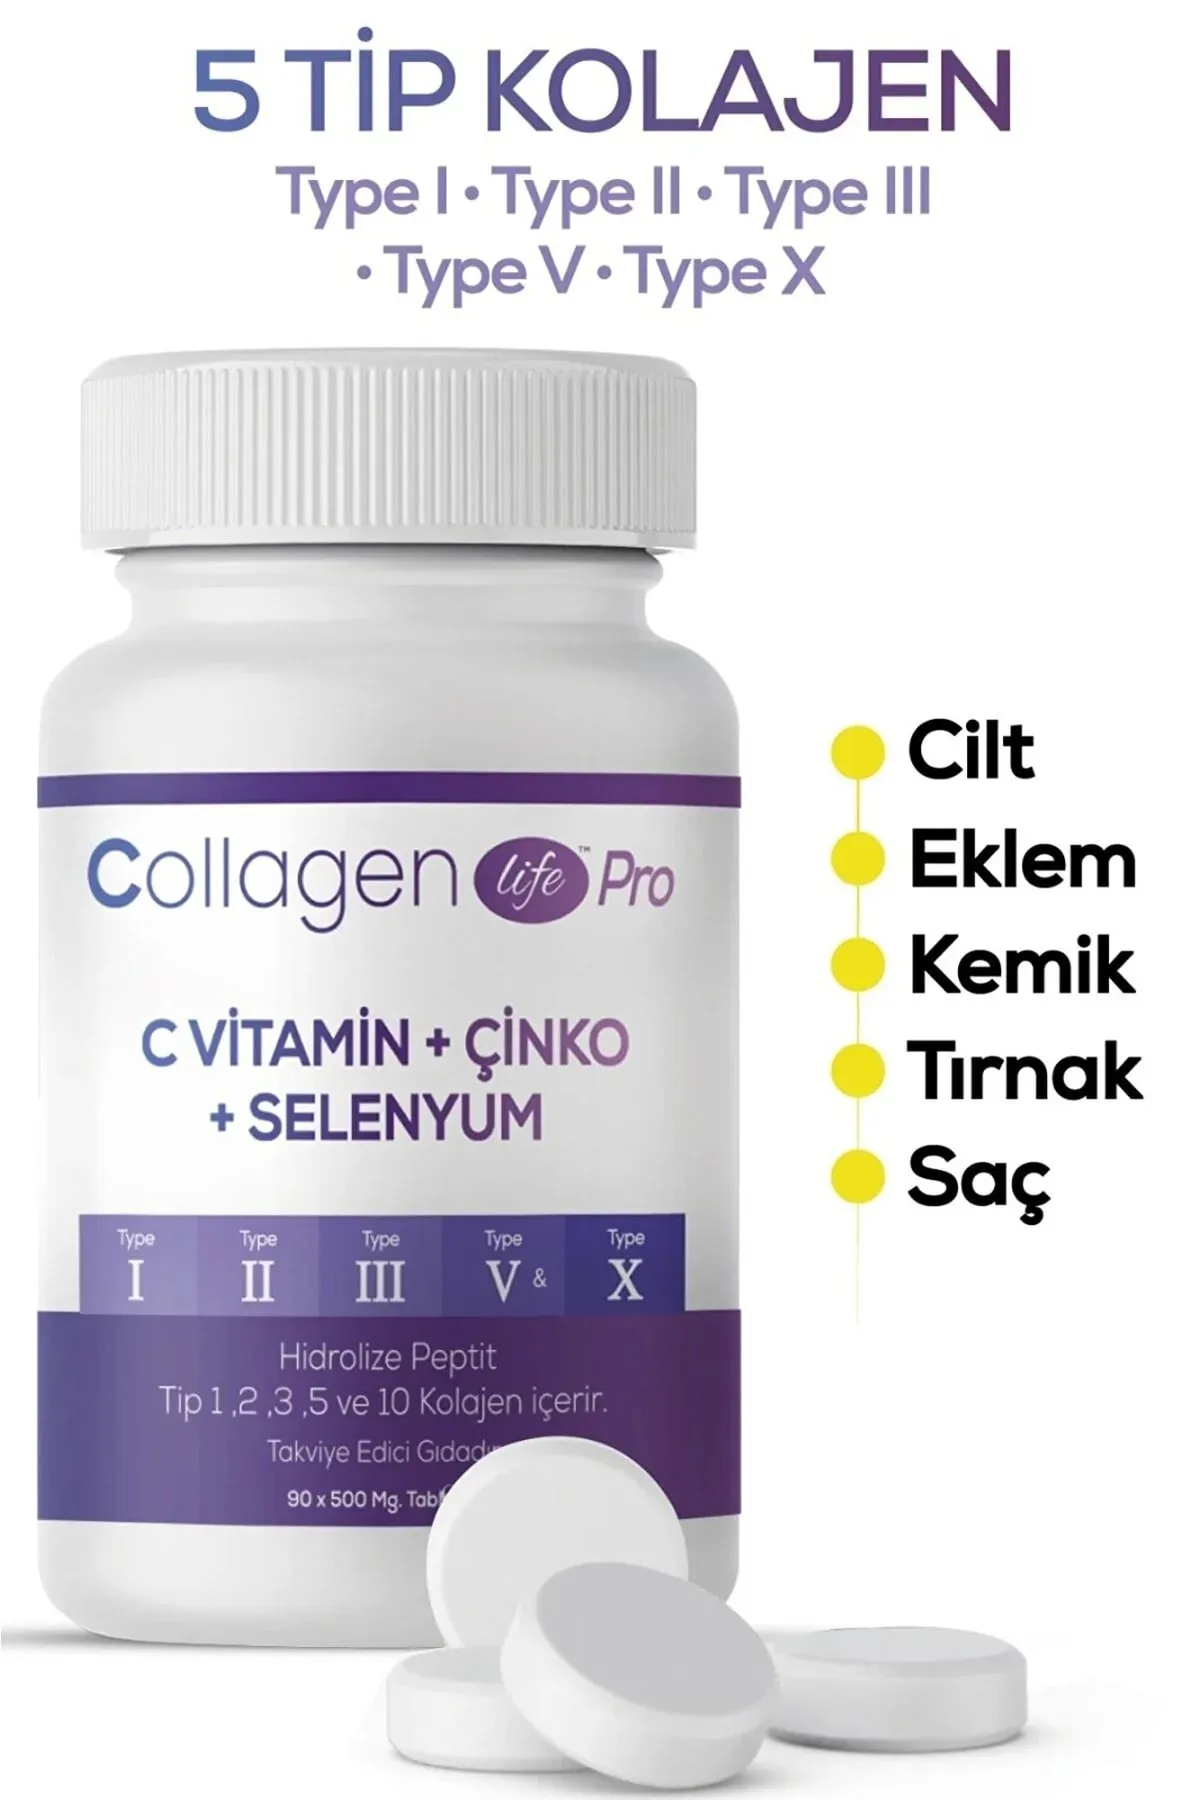 5 TİP KOLAJEN
Type I • Type II • Type III
• Type V • Type X
Collagen life™ Pro
C VİTAMİN + ÇİNKO
+ SELENYUM
Type I Type II Type III Type V & Type X
Hidrolize Peptit
Tip 1 ,2 ,3 ,5 ve 10 Kolajen içerir.
Takviye Edici
90 x 500 Mg.
Cilt
Eklem
Kemik
Tırnak
Saç